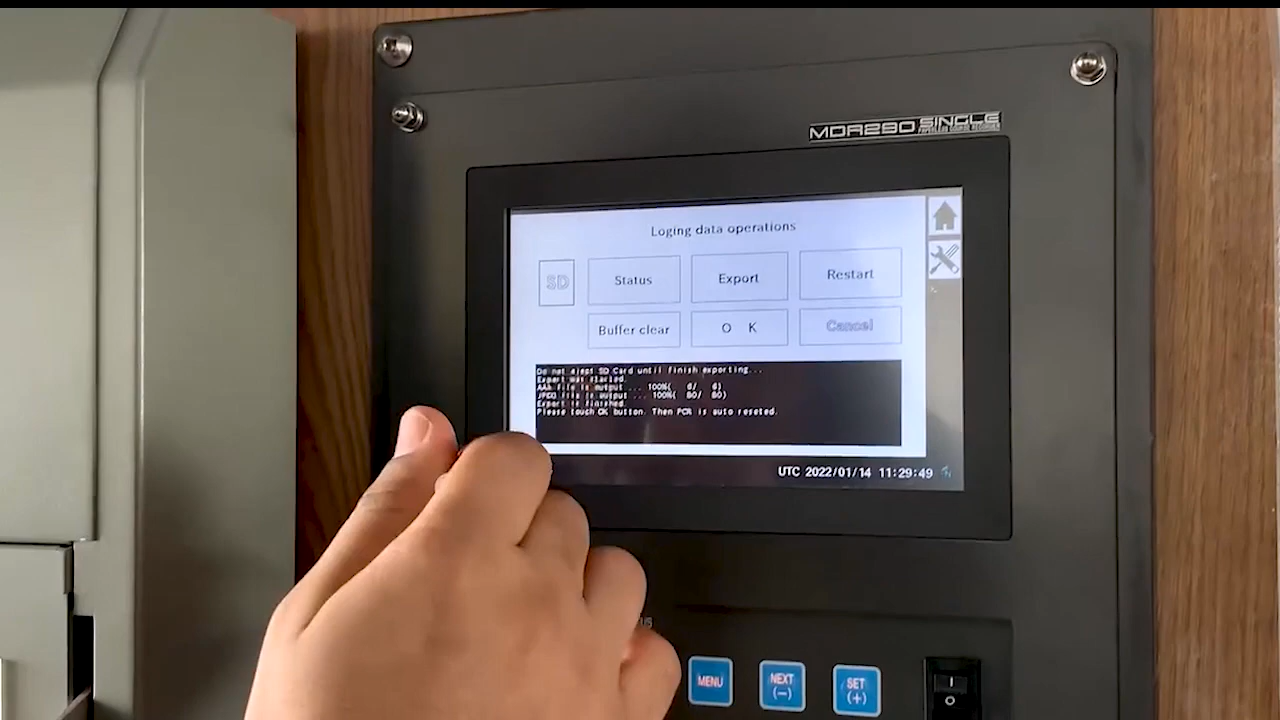 MDR280 SINGLE
Loging data operations
SD
Status
Export
Restart
Buffer clear
O K
Cancel
Do not eject SD Card until finish exporting...
Export was started.
AAA file is output ... 100%( 6/ 6)
JPEG file is output ... 100%( 80/ 80)
Export is finished.
Please touch OK button. Then PCR is auto reseted.
UTC 2022/01/14 11:29:49
MENU
NEXT
(−)
SET
(+)
I
O